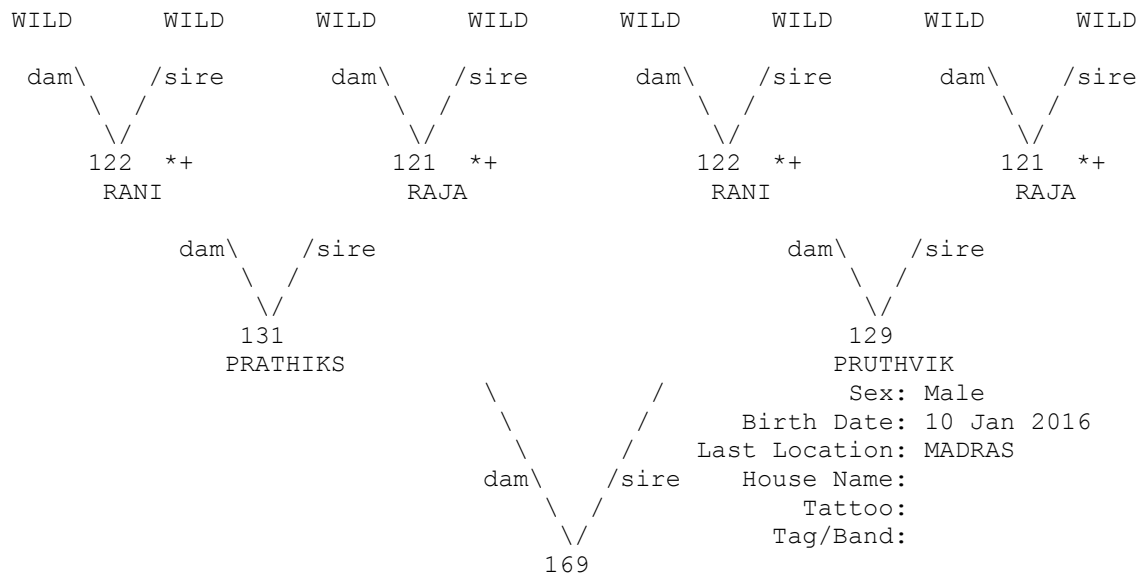 WILD WILD WILD WILD WILD WILD WILD WILD
dam\ /sire dam\ /sire dam\ /sire dam\ /sire
\ / \ / \ / \ /
\/ \/ \/ \/
122 *+ 121 *+ 122 *+ 121 *+
RANI RAJA RANI RAJA
dam\ /sire dam\ /sire
\ / \ /
\/ \/
131 129
PRATHIKS PRUTHVIK
\ / Sex: Male
\ / Birth Date: 10 Jan 2016
\ / Last Location: MADRAS
dam\ /sire House Name:
\ / Tattoo:
\/ Tag/Band:
169